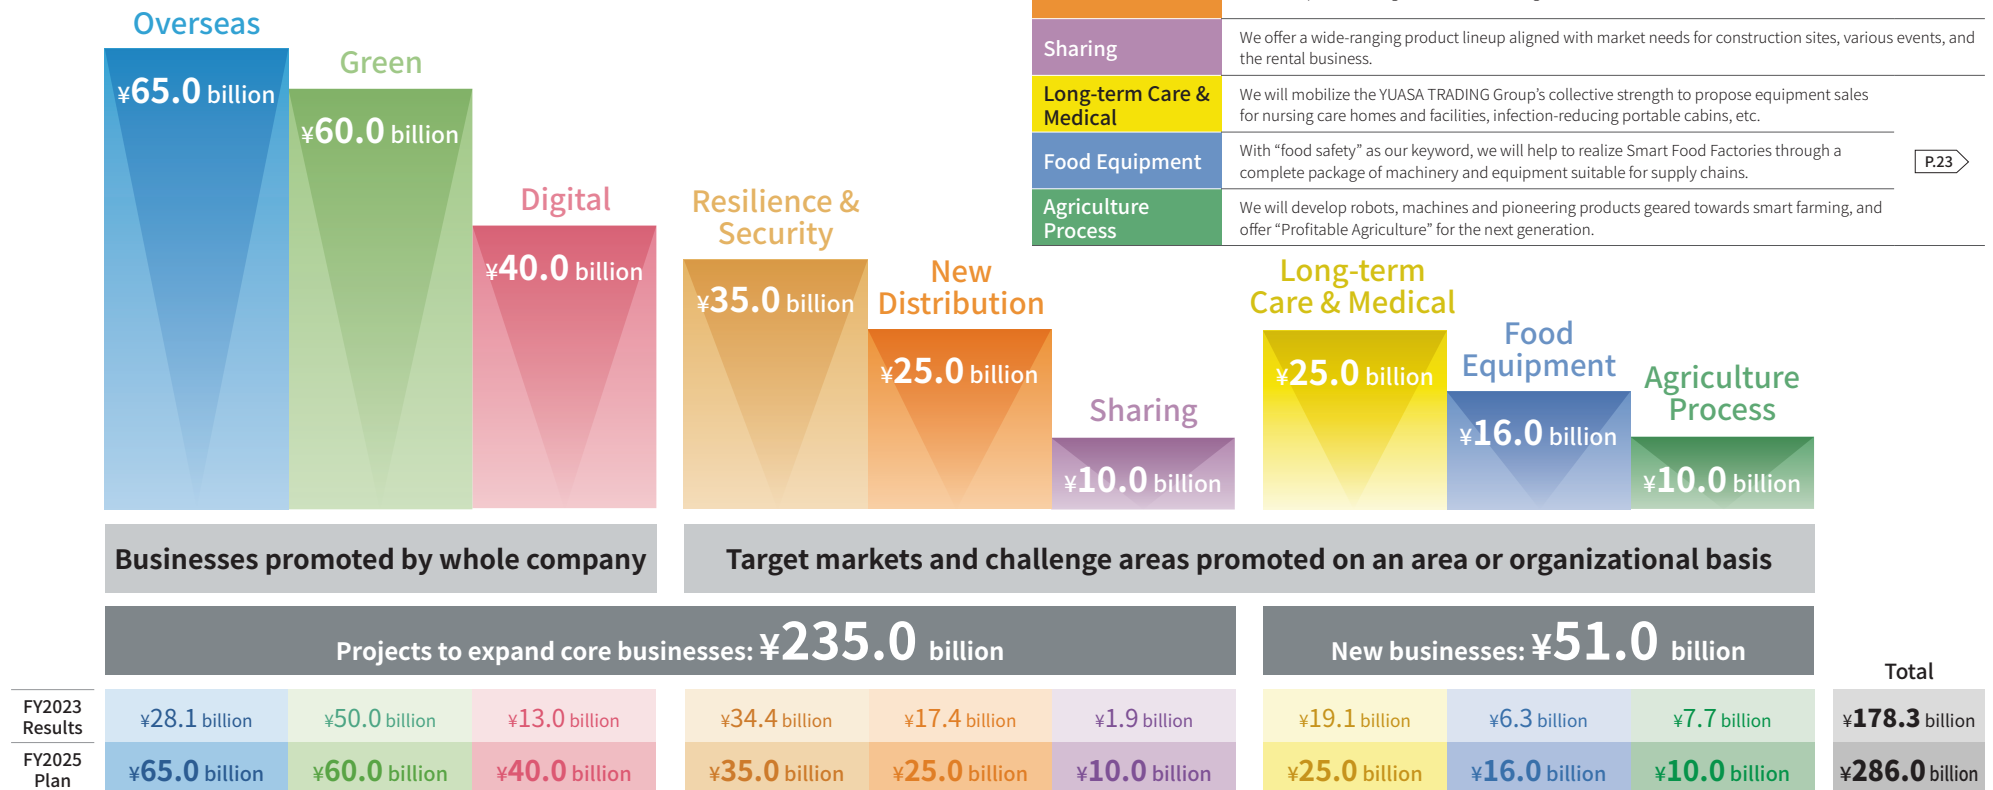 Sharing
We offer a wide-ranging product lineup aligned with market needs for construction sites, various events, and
the rental business.
Long-term Care &
Medical
We will mobilize the YUASA TRADING Group’s collective strength to propose equipment sales
for nursing care homes and facilities, infection-reducing portable cabins, etc.
Food Equipment
With “food safety” as our keyword, we will help to realize Smart Food Factories through a
complete package of machinery and equipment suitable for supply chains.
P.23
Agriculture
Process
We will develop robots, machines and pioneering products geared towards smart farming, and
offer “Profitable Agriculture” for the next generation.
Overseas
¥65.0 billion
Green
¥60.0 billion
Digital
¥40.0 billion
Resilience &
Security
¥35.0 billion
New
Distribution
¥25.0 billion
Sharing
¥10.0 billion
Long-term
Care & Medical
¥25.0 billion
Food
Equipment
¥16.0 billion
Agriculture
Process
¥10.0 billion
Businesses promoted by whole company
Target markets and challenge areas promoted on an area or organizational basis
Projects to expand core businesses: ¥235.0 billion
New businesses: ¥51.0 billion
Total
FY2023
Results
¥28.1 billion
¥50.0 billion
¥13.0 billion
¥34.4 billion
¥17.4 billion
¥1.9 billion
¥19.1 billion
¥6.3 billion
¥7.7 billion
¥178.3 billion
FY2025
Plan
¥65.0 billion
¥60.0 billion
¥40.0 billion
¥35.0 billion
¥25.0 billion
¥10.0 billion
¥25.0 billion
¥16.0 billion
¥10.0 billion
¥286.0 billion